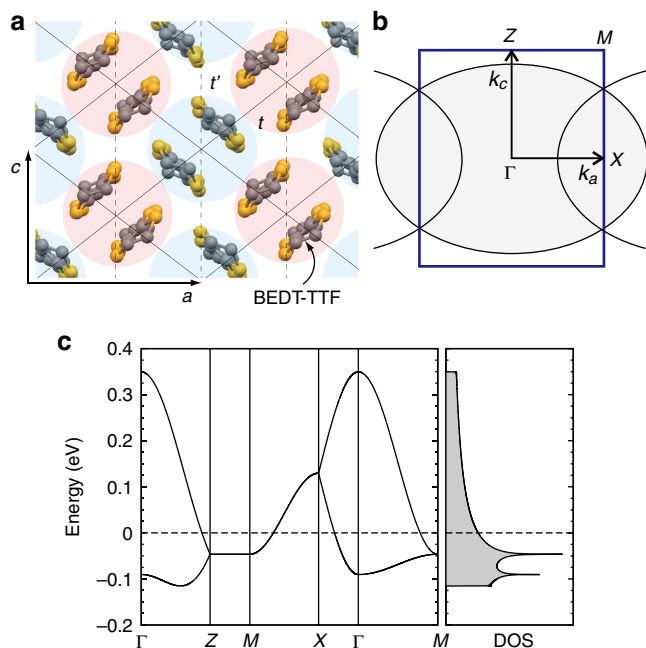 a
t'
t
c
a
BEDT-TTF
b
Z
M
k_c
Γ
k_a
X
c
Energy (eV)
0.4
0.3
0.2
0.1
0
−0.1
−0.2
Γ Z M X Γ M DOS